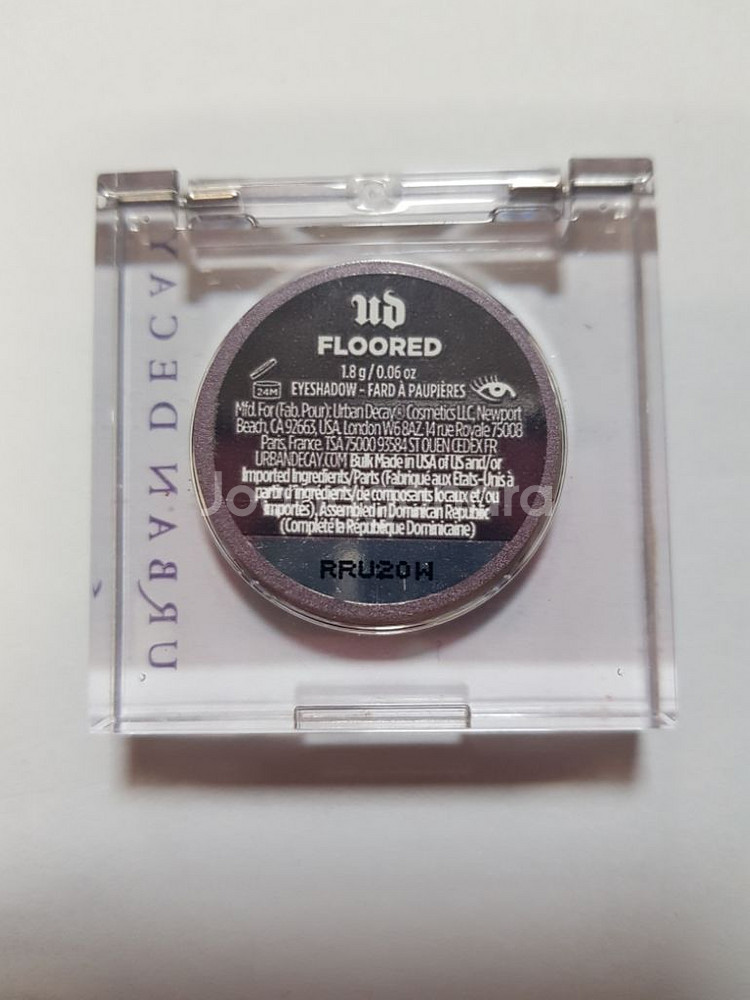 UD
FLOORED
1.8 g / 0.06 oz
24M
EYESHADOW - FARD À PAUPIÈRES
Mfd. For (Fab. Pour): Urban Decay® Cosmetics LLC, Newport
Beach, CA 92663, USA. London W6 8AZ. 14 rue Royale 75008
Paris, France. TSA 75000 93584 ST OUEN CEDEX FR
URBANDECAY.COM Bulk Made in USA of US and/or
Imported Ingredients/Parts (Fabriqué aux États-Unis à
partir d'ingrédients/de composants locaux et/ou
importés), Assembled in Dominican Republic
(Complété la République Dominicaine)
RRU20W
URBAN DECAY